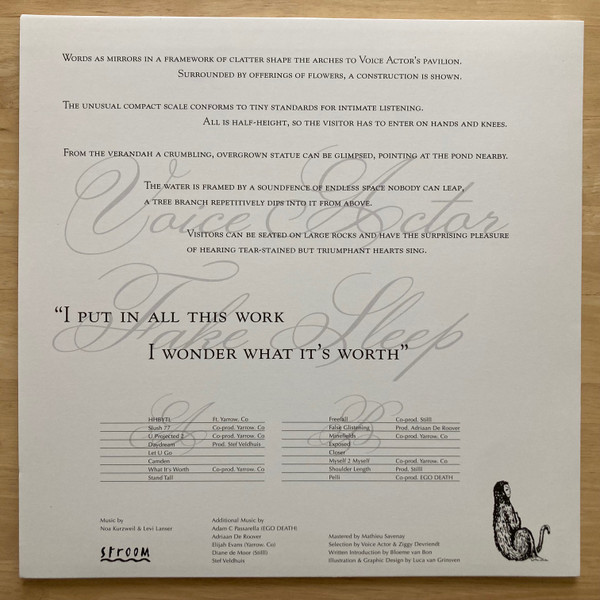 Words as mirrors in a framework of clatter shape the arches to Voice Actor's pavilion.
Surrounded by offerings of flowers, a construction is shown.
The unusual compact scale conforms to tiny standards for intimate listening.
All is half-height, so the visitor has to enter on hands and knees.
From the verandah a crumbling, overgrown statue can be glimpsed, pointing at the pond nearby.
The water is framed by a soundfence of endless space nobody can leap,
a tree branch repetitively dips into it from above.
Visitors can be seated on large rocks and have the surprising pleasure
of hearing tear-stained but triumphant hearts sing.
Voice Actor
Fake Sleep
“I put in all this work
I wonder what it's worth”
A
HHBYTL Ft. Yarrow. Co
Slush 77 Co-prod. Yarrow. Co
U Projected 2 Co-prod. Yarrow. Co
Daydream Prod. Stef Veldhuis
Let U Go
Camden
What It's Worth Co-prod. Yarrow. Co
Stand Tall
B
Freefall Co-prod. Stilll
False Glistening Prod. Adriaan De Roover
Minefields Co-prod. Yarrow. Co
Exposed
Closer
Myself 2 Myself Co-prod. Yarrow. Co
Shoulder Length Prod. Stilll
Pelli Co-prod. EGO DEATH
Music by
Noa Kurzweil & Levi Lanser
STROOM
Additional Music by
Adam C Passarella (EGO DEATH)
Adriaan De Roover
Elijah Evans (Yarrow. Co)
Diane de Moor (Stilll)
Stef Veldhuis
Mastered by Mathieu Savenay
Selection by Voice Actor & Ziggy Devriendt
Written Introduction by Bloeme van Bon
Illustration & Graphic Design by Luca van Grinsven